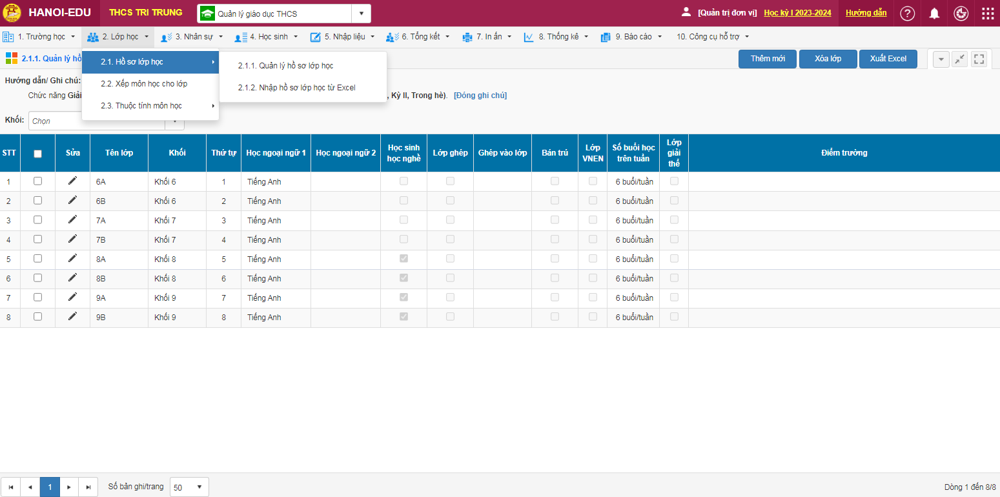 HANOI-EDU THCS TRI TRUNG Quản lý giáo dục THCS [Quản trị đơn vị] Học kỳ I 2023-2024 Hướng dẫn ?
1. Trường học 2. Lớp học 3. Nhân sự 4. Học sinh 5. Nhập liệu 6. Tổng kết 7. In ấn 8. Thống kê 9. Báo cáo 10. Công cụ hỗ trợ
2.1.1. Quản lý hồ Thêm mới Xóa lớp Xuất Excel
2.1. Hồ sơ lớp học
2.2. Xếp môn học cho lớp
2.3. Thuộc tính môn học
2.1.1. Quản lý hồ sơ lớp học
2.1.2. Nhập hồ sơ lớp học từ Excel
Hướng dẫn/ Ghi chú:
Chức năng Giải , Kỳ II, Trong hè). [Đóng ghi chú]
Khối: Chọn
STT Sửa Tên lớp Khối Thứ tự Học ngoại ngữ 1 Học ngoại ngữ 2 Học sinh học nghề Lớp ghép Ghép vào lớp Bán trú Lớp VNEN Số buổi học trên tuần Lớp giải thể Điểm trường
1 6A Khối 6 1 Tiếng Anh 6 buổi/tuần
2 6B Khối 6 2 Tiếng Anh 6 buổi/tuần
3 7A Khối 7 3 Tiếng Anh 6 buổi/tuần
4 7B Khối 7 4 Tiếng Anh 6 buổi/tuần
5 8A Khối 8 5 Tiếng Anh 6 buổi/tuần
6 8B Khối 8 6 Tiếng Anh 6 buổi/tuần
7 9A Khối 9 7 Tiếng Anh 6 buổi/tuần
8 9B Khối 9 8 Tiếng Anh 6 buổi/tuần
1 Số bản ghi/trang 50 Dòng 1 đến 8/8